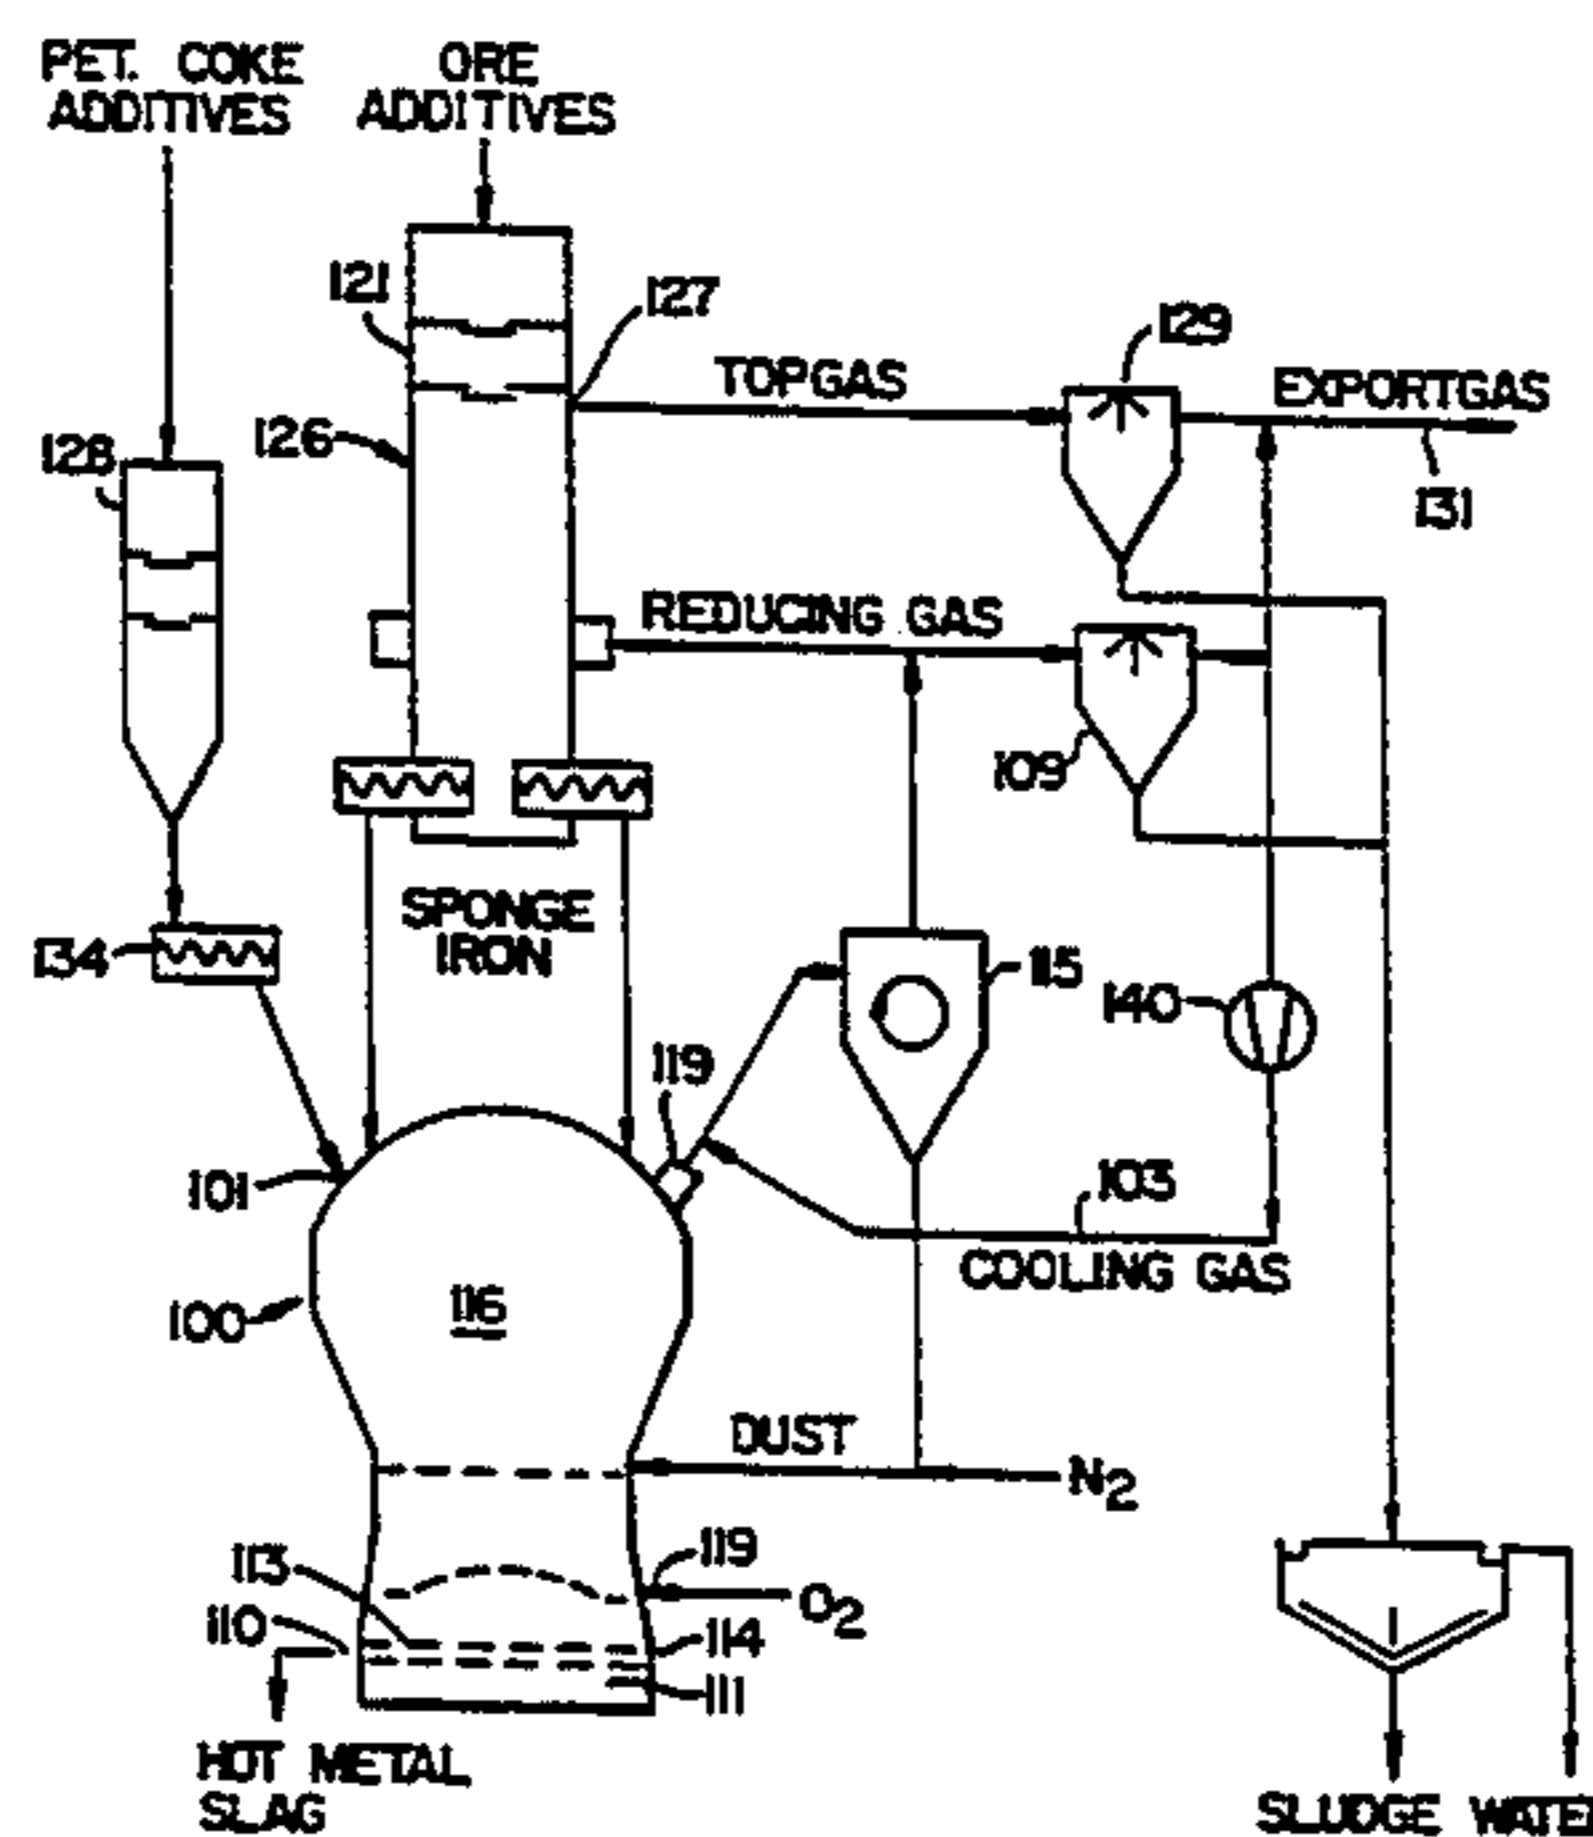 PET. COKE
ADDITIVES
ORE
ADDITIVES
121
127
129
TOPGAS
EXPORTGAS
126
128
131
REDUCING GAS
109
SPONGE
IRON
134
115
140
119
101
103
COOLING GAS
100
116
DUST
N2
113
119
O2
110
114
111
HOT METAL
SLAG
SLUDGE WATE